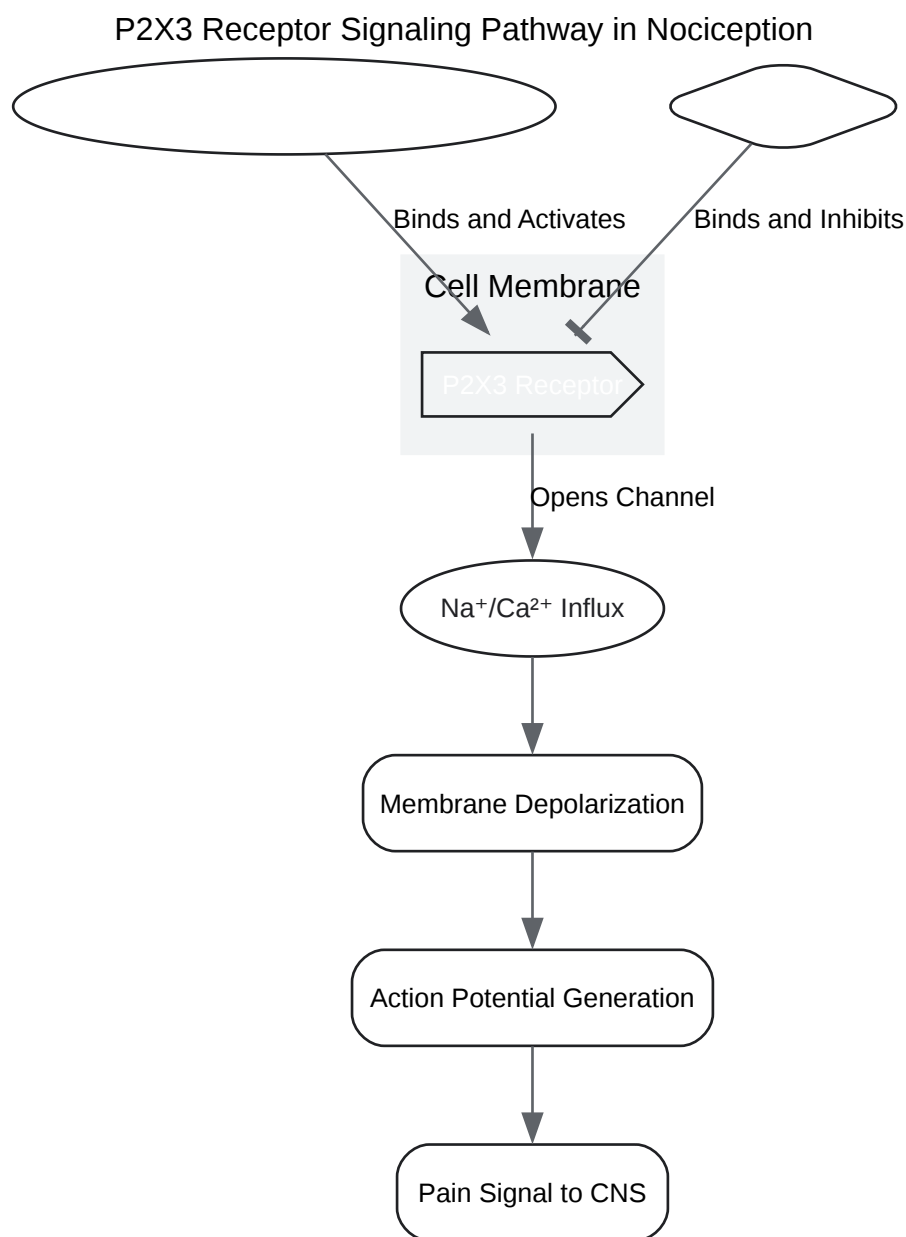 P2X3 Receptor Signaling Pathway in Nociception
Binds and Activates
Binds and Inhibits
Cell Membrane
P2X3 Receptor
Opens Channel
Na⁺/Ca²⁺ Influx
Membrane Depolarization
Action Potential Generation
Pain Signal to CNS